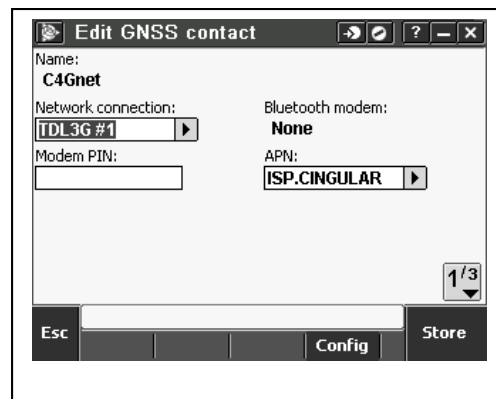 Edit GNSS contact ? – ×
Name:
C4Gnet
Network connection: Bluetooth modem:
TDL3G #1 None
Modem PIN: APN:
ISP.CINGULAR
1/3
Esc Config Store